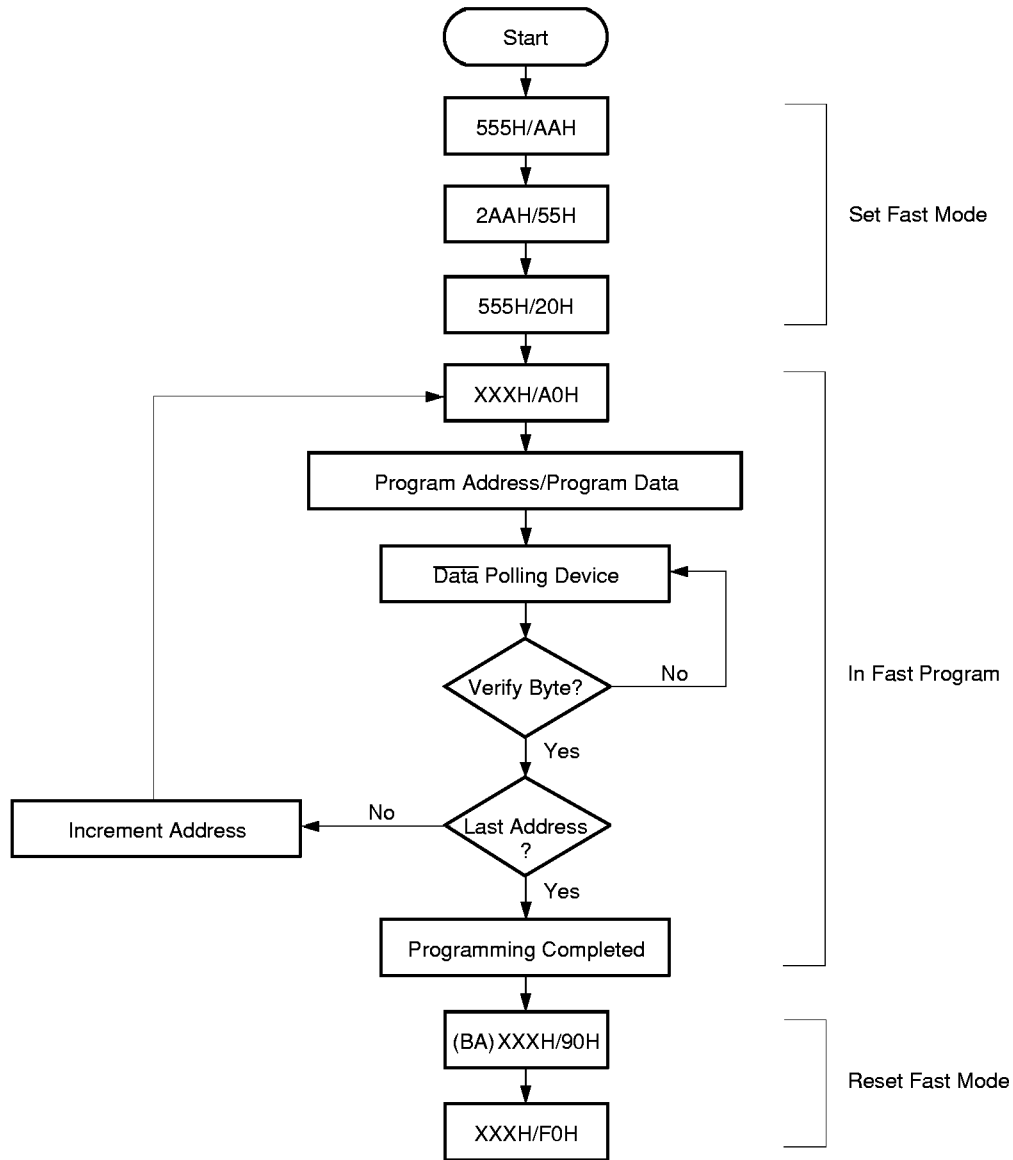 Start
555H/AAH
2AAH/55H
Set Fast Mode
555H/20H
XXXH/A0H
Program Address/Program Data
Data Polling Device
Verify Byte?
No
In Fast Program
Yes
Increment Address
No
Last Address
?
Yes
Programming Completed
(BA) XXXH/90H
Reset Fast Mode
XXXH/F0H